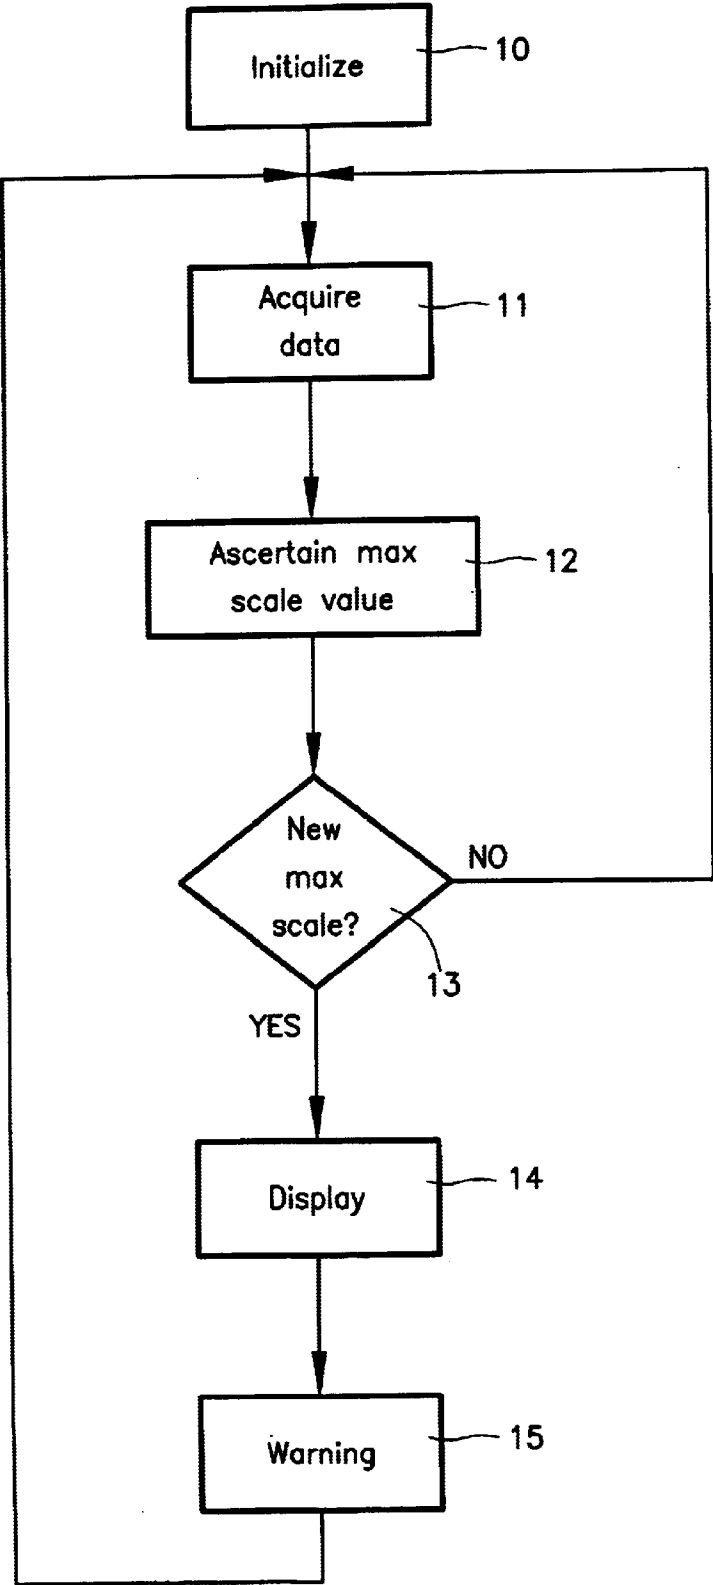 Initialize
10
Acquire
data
11
Ascertain max
scale value
12
New
max
scale?
NO
13
YES
Display
14
Warning
15